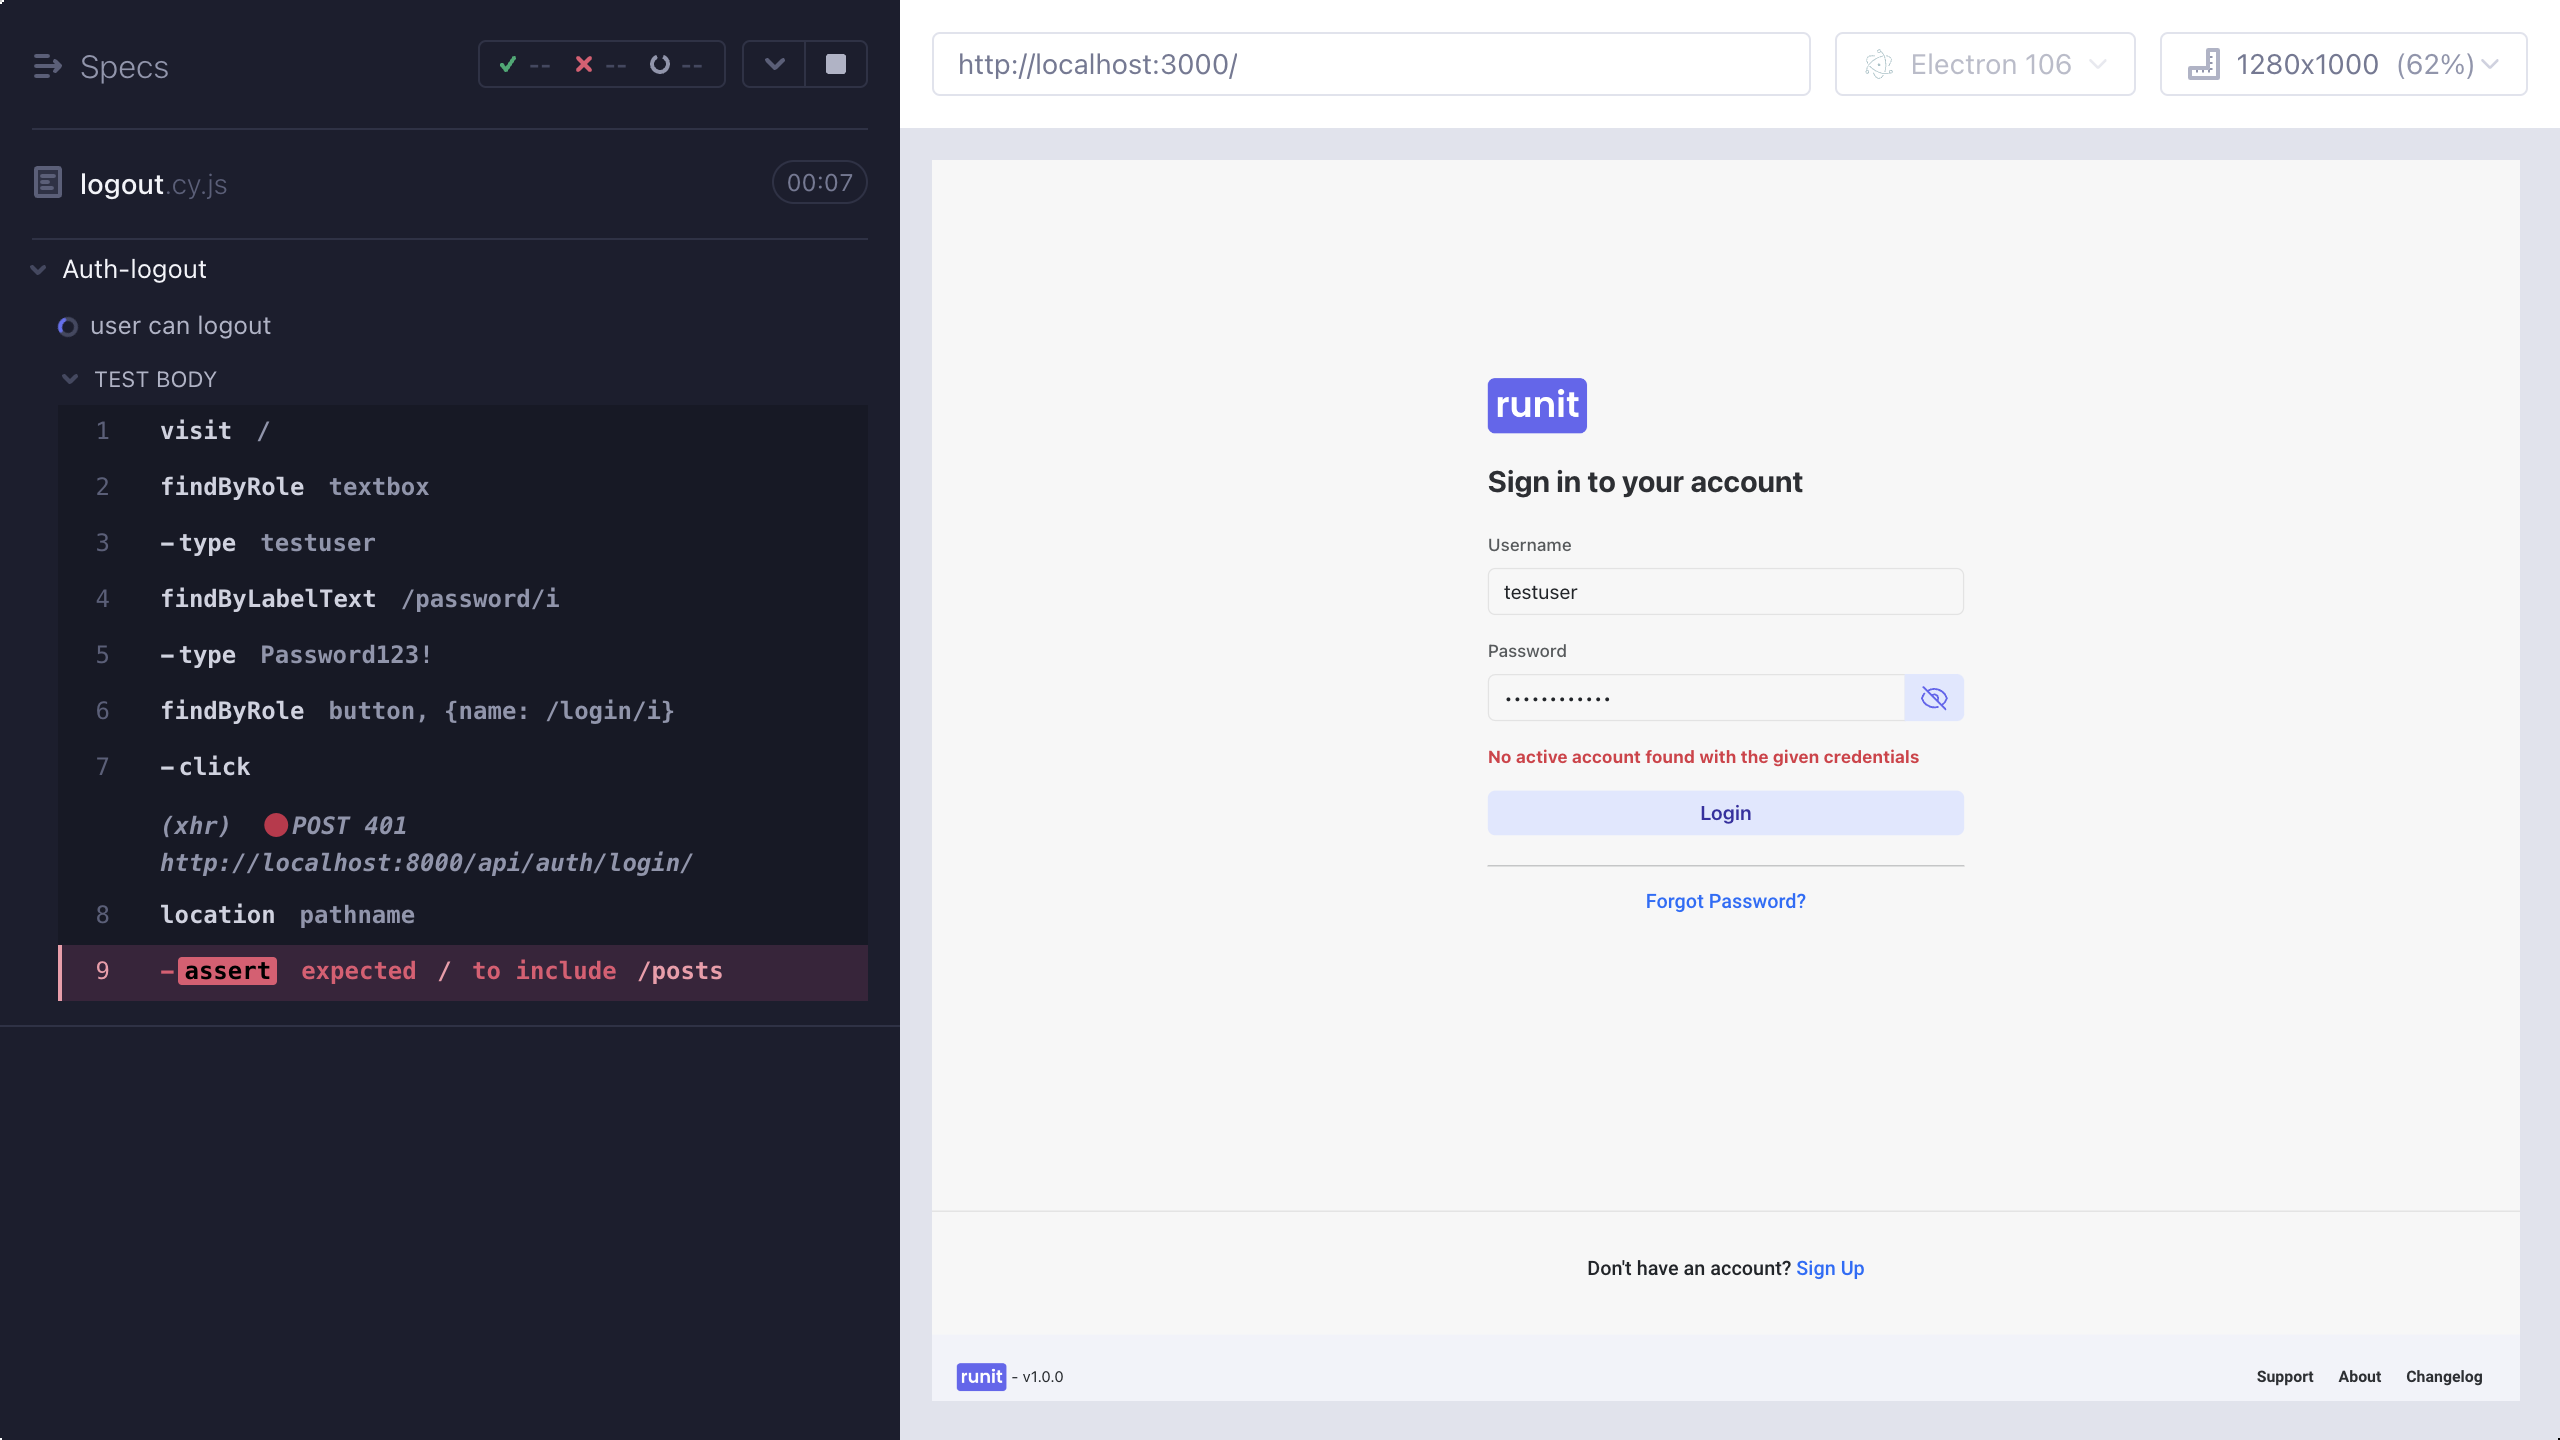 Specs
-- -- --
logout.cy.js
00:07
Auth-logout
user can logout
TEST BODY
1 visit /
2 findByRole textbox
3 -type testuser
4 findByLabelText /password/i
5 -type Password123!
6 findByRole button, {name: /login/i}
7 -click
(xhr) POST 401
http://localhost:8000/api/auth/login/
8 location pathname
9 -assert expected / to include /posts
http://localhost:3000/
Electron 106
1280x1000 (62%)
runit
Sign in to your account
Username
testuser
Password
••••••••••••
No active account found with the given credentials
Login
Forgot Password?
Don't have an account? Sign Up
runit - v1.0.0
Support About Changelog